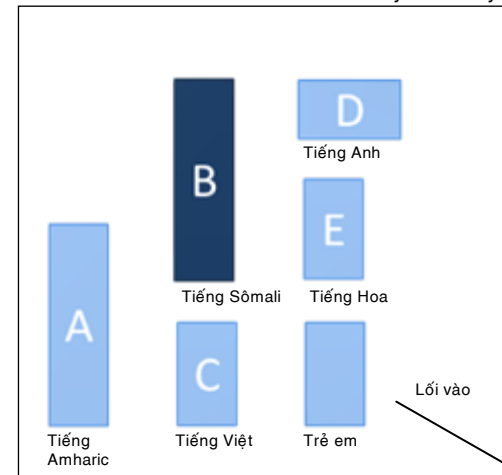 D
Tiếng Anh
B
E
Tiếng Sômali
Tiếng Hoa
A
C
Lối vào
Tiếng
Amharic
Tiếng Việt
Trẻ em